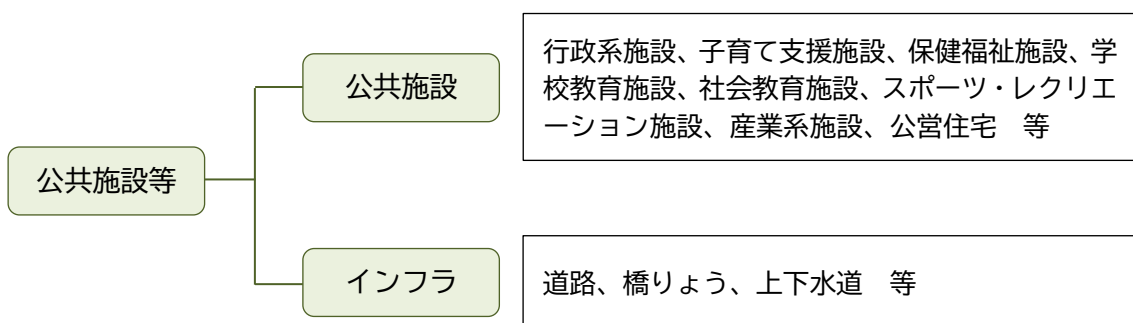 公共施設等
公共施設
行政系施設、子育て支援施設、保健福祉施設、学
校教育施設、社会教育施設、スポーツ・レクリエ
ーション施設、産業系施設、公営住宅　等
インフラ
道路、橋りょう、上下水道　等